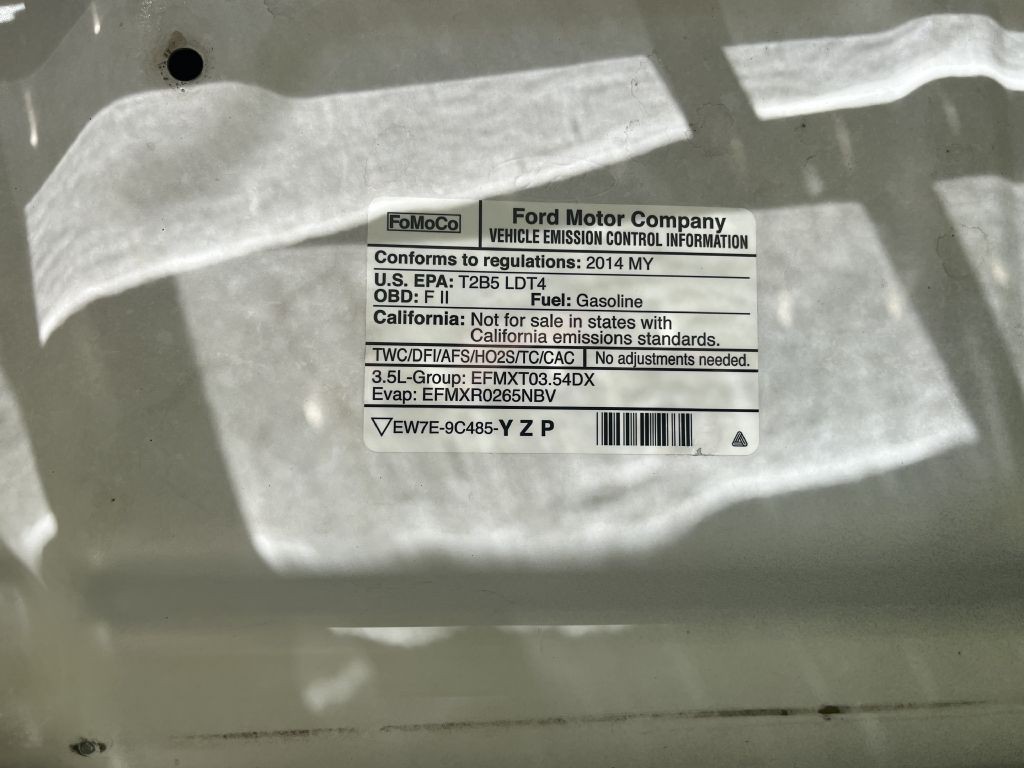 FoMoCo
Ford Motor Company
VEHICLE EMISSION CONTROL INFORMATION
Conforms to regulations: 2014 MY
U.S. EPA: T2B5 LDT4
OBD: F II Fuel: Gasoline
California: Not for sale in states with
California emissions standards.
TWC/DFI/AFS/HO2S/TC/CAC No adjustments needed.
3.5L-Group: EFMXT03.54DX
Evap: EFMXR0265NBV
EW7E-9C485-Y Z P